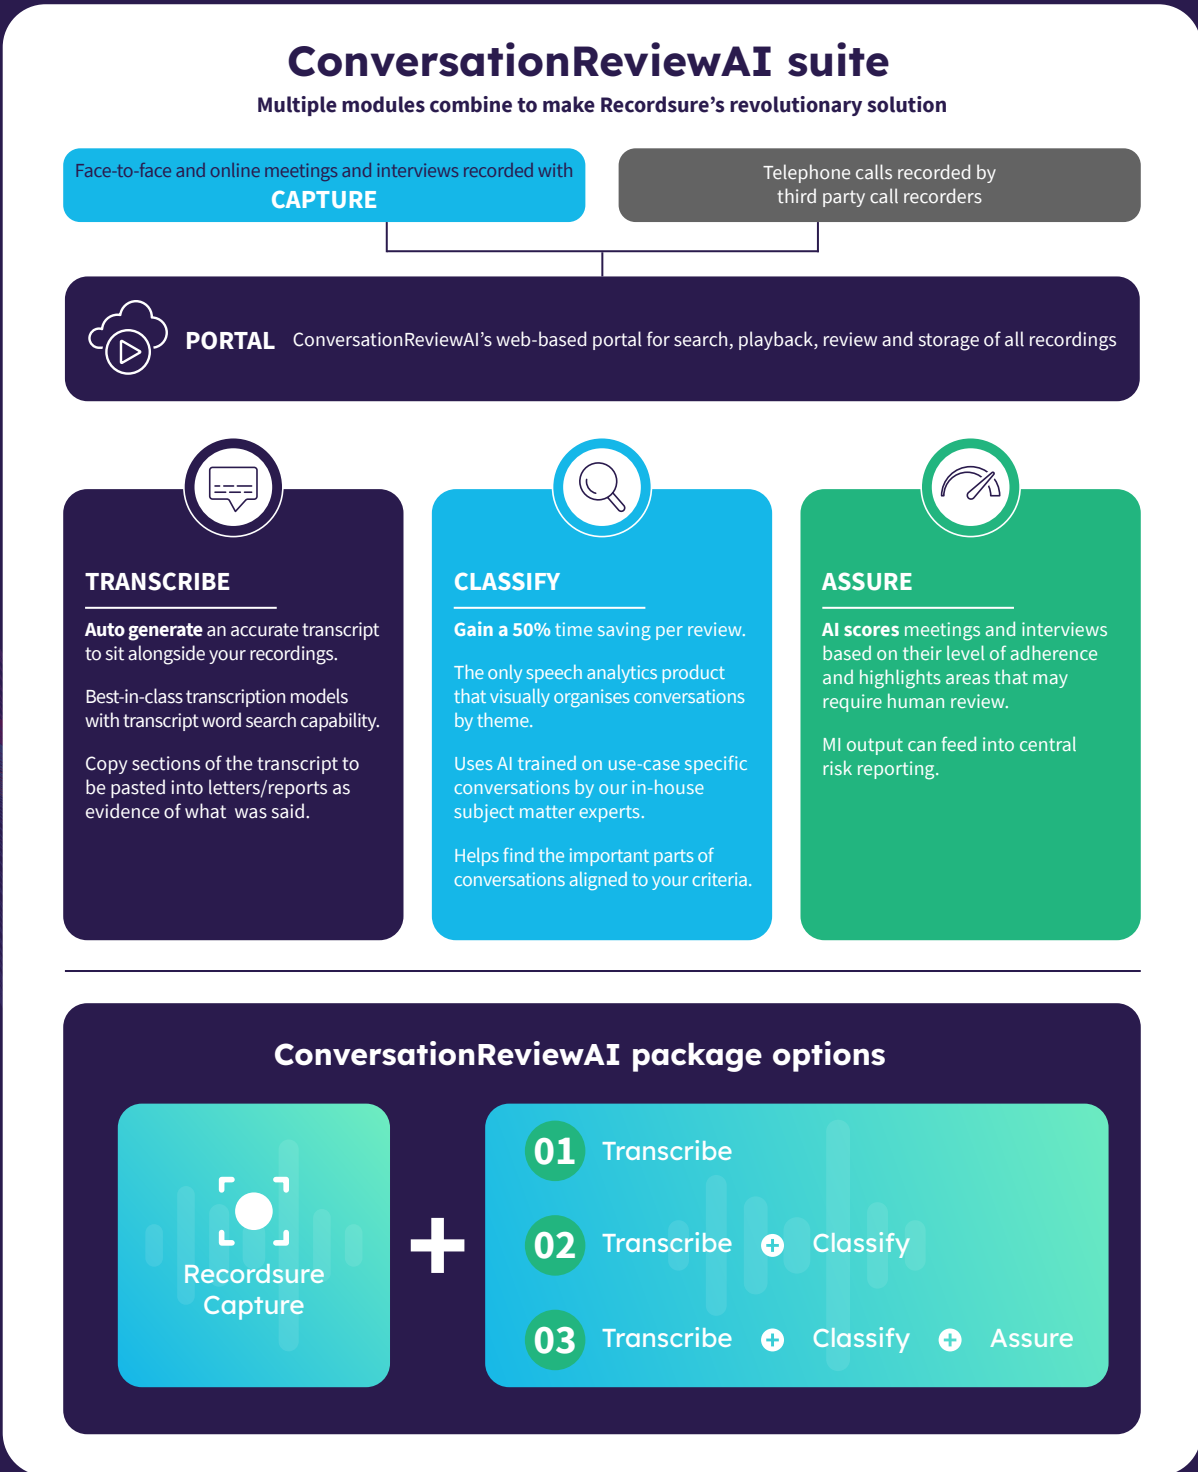 ConversationReviewAI suite
Multiple modules combine to make Recordsure’s revolutionary solution
Face-to-face and online meetings and interviews recorded with
CAPTURE
Telephone calls recorded by
third party call recorders
PORTAL ConversationReviewAI’s web-based portal for search, playback, review and storage of all recordings
TRANSCRIBE
Auto generate an accurate transcript
to sit alongside your recordings.
Best-in-class transcription models
with transcript word search capability.
Copy sections of the transcript to
be pasted into letters/reports as
evidence of what  was said.
CLASSIFY
Gain a 50% time saving per review.
The only speech analytics product
that visually organises conversations
by theme.
Uses AI trained on use-case specific
conversations by our in-house
subject matter experts.
Helps find the important parts of
conversations aligned to your criteria.
ASSURE
AI scores meetings and interviews
based on their level of adherence
and highlights areas that may
require human review.
MI output can feed into central
risk reporting.
ConversationReviewAI package options
Recordsure
Capture
+
01 Transcribe
02 Transcribe + Classify
03 Transcribe + Classify + Assure